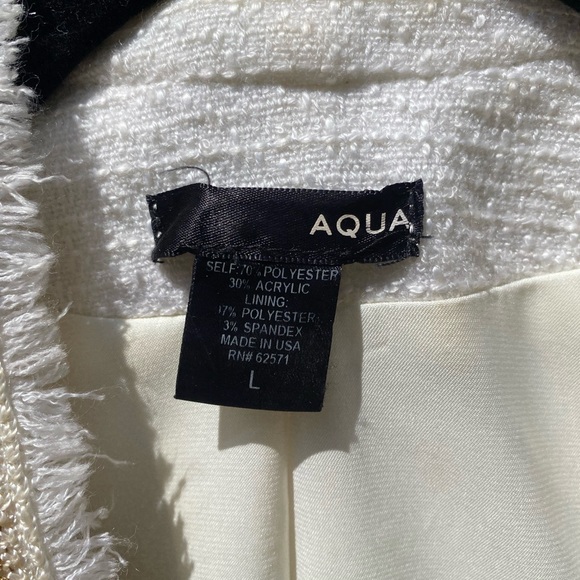 AQUA
SELF: 70% POLYESTER
30% ACRYLIC
LINING:
97% POLYESTER
3% SPANDEX
MADE IN USA
RN# 62571
L